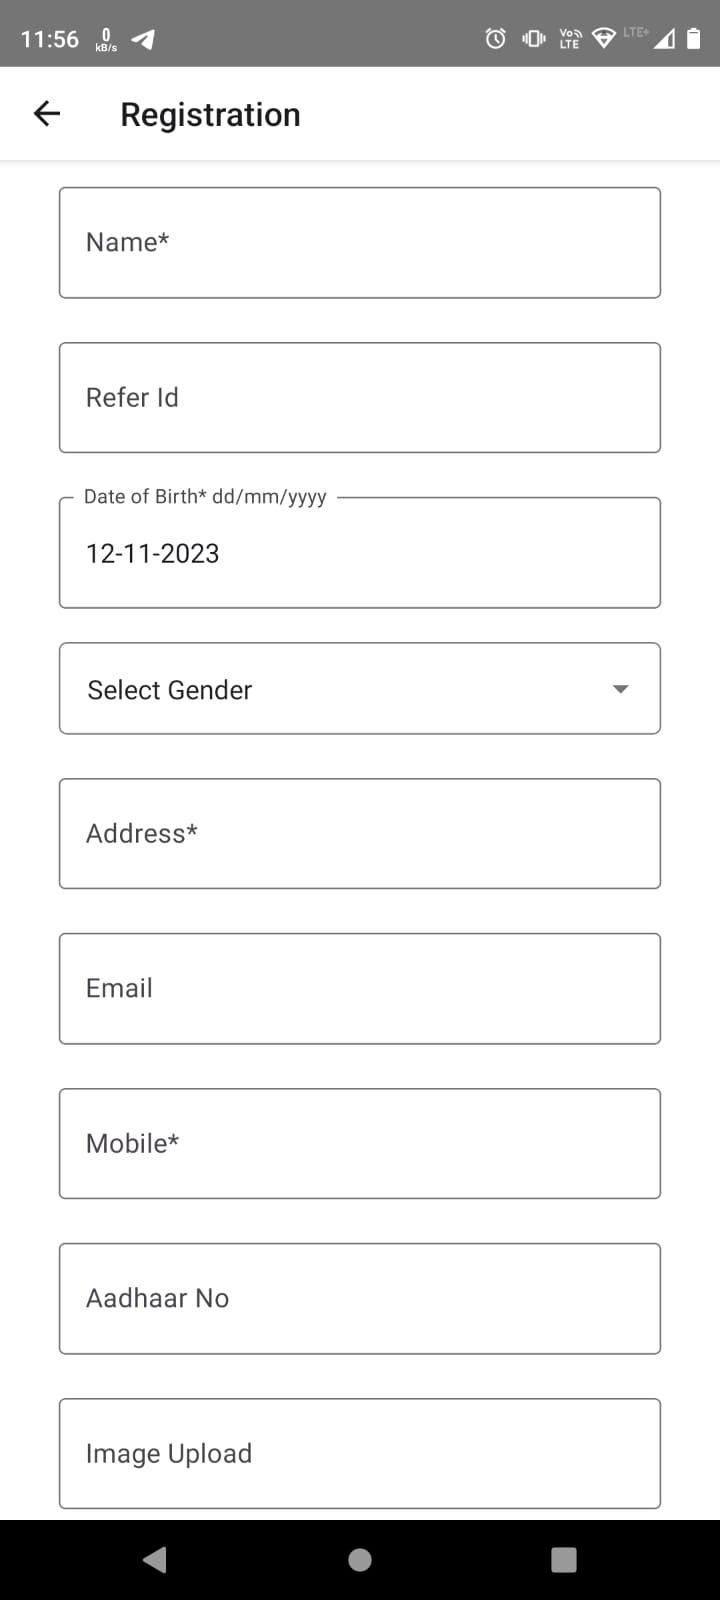 11:56 0 kB/s Vo LTE LTE+
Registration
Name*
Refer Id
Date of Birth* dd/mm/yyyy
12-11-2023
Select Gender
Address*
Email
Mobile*
Aadhaar No
Image Upload